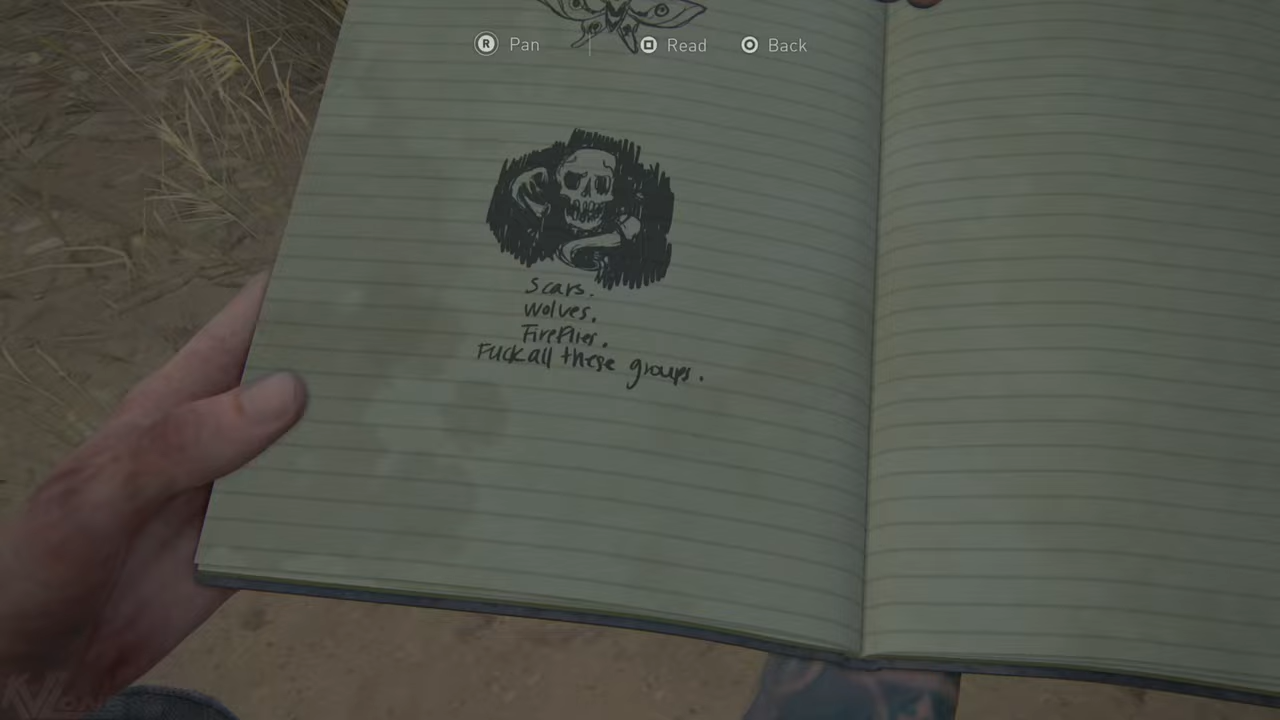 R Pan Read Back
Scars.
Wolves.
Fireflies.
Fuck all these groups.